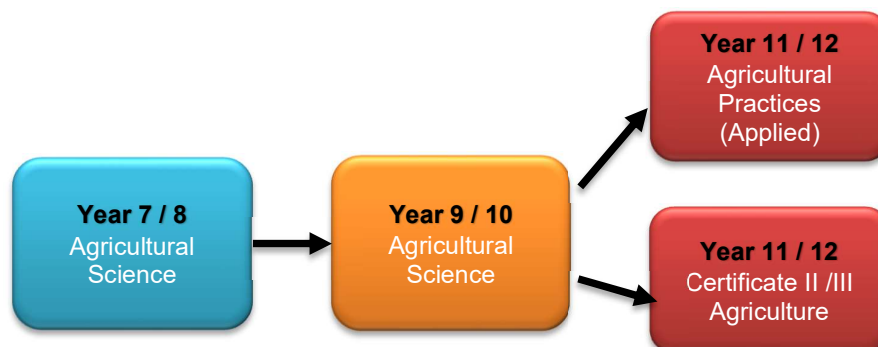 Year 7 / 8
Agricultural
Science
Year 9 / 10
Agricultural
Science
Year 11 / 12
Agricultural
Practices
(Applied)
Year 11 / 12
Certificate II /III
Agriculture